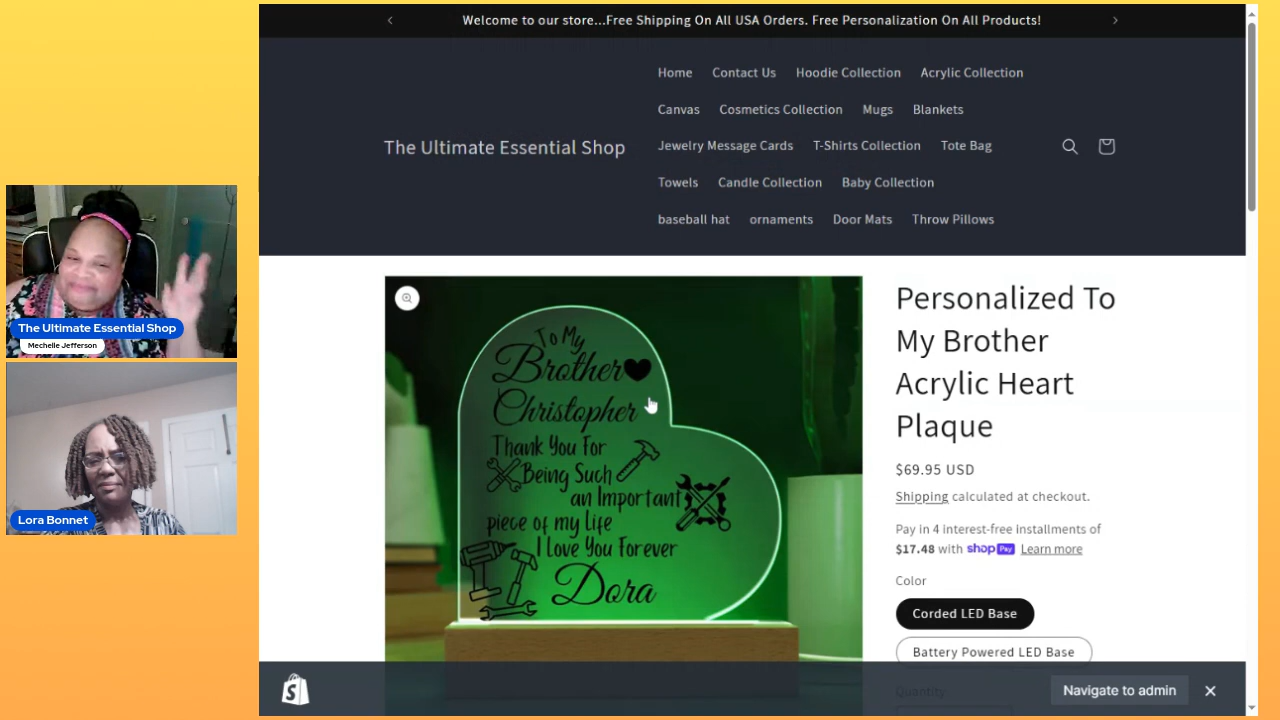 Welcome to our store...Free Shipping On All USA Orders. Free Personalization On All Products!
The Ultimate Essential Shop
Home Contact Us Hoodie Collection Acrylic Collection
Canvas Cosmetics Collection Mugs Blankets
Jewelry Message Cards T-Shirts Collection Tote Bag
Towels Candle Collection Baby Collection
baseball hat ornaments Door Mats Throw Pillows
The Ultimate Essential Shop
Mechelle Jefferson
Lora Bonnet
To My
Brother
Christopher
Thank You For
Being Such
an Important
piece of my life
I Love You Forever
Dora
Personalized To
My Brother
Acrylic Heart
Plaque
$69.95 USD
Shipping calculated at checkout.
Pay in 4 interest-free installments of
$17.48 with shop Pay Learn more
Color
Corded LED Base
Battery Powered LED Base
Quantity
Navigate to admin